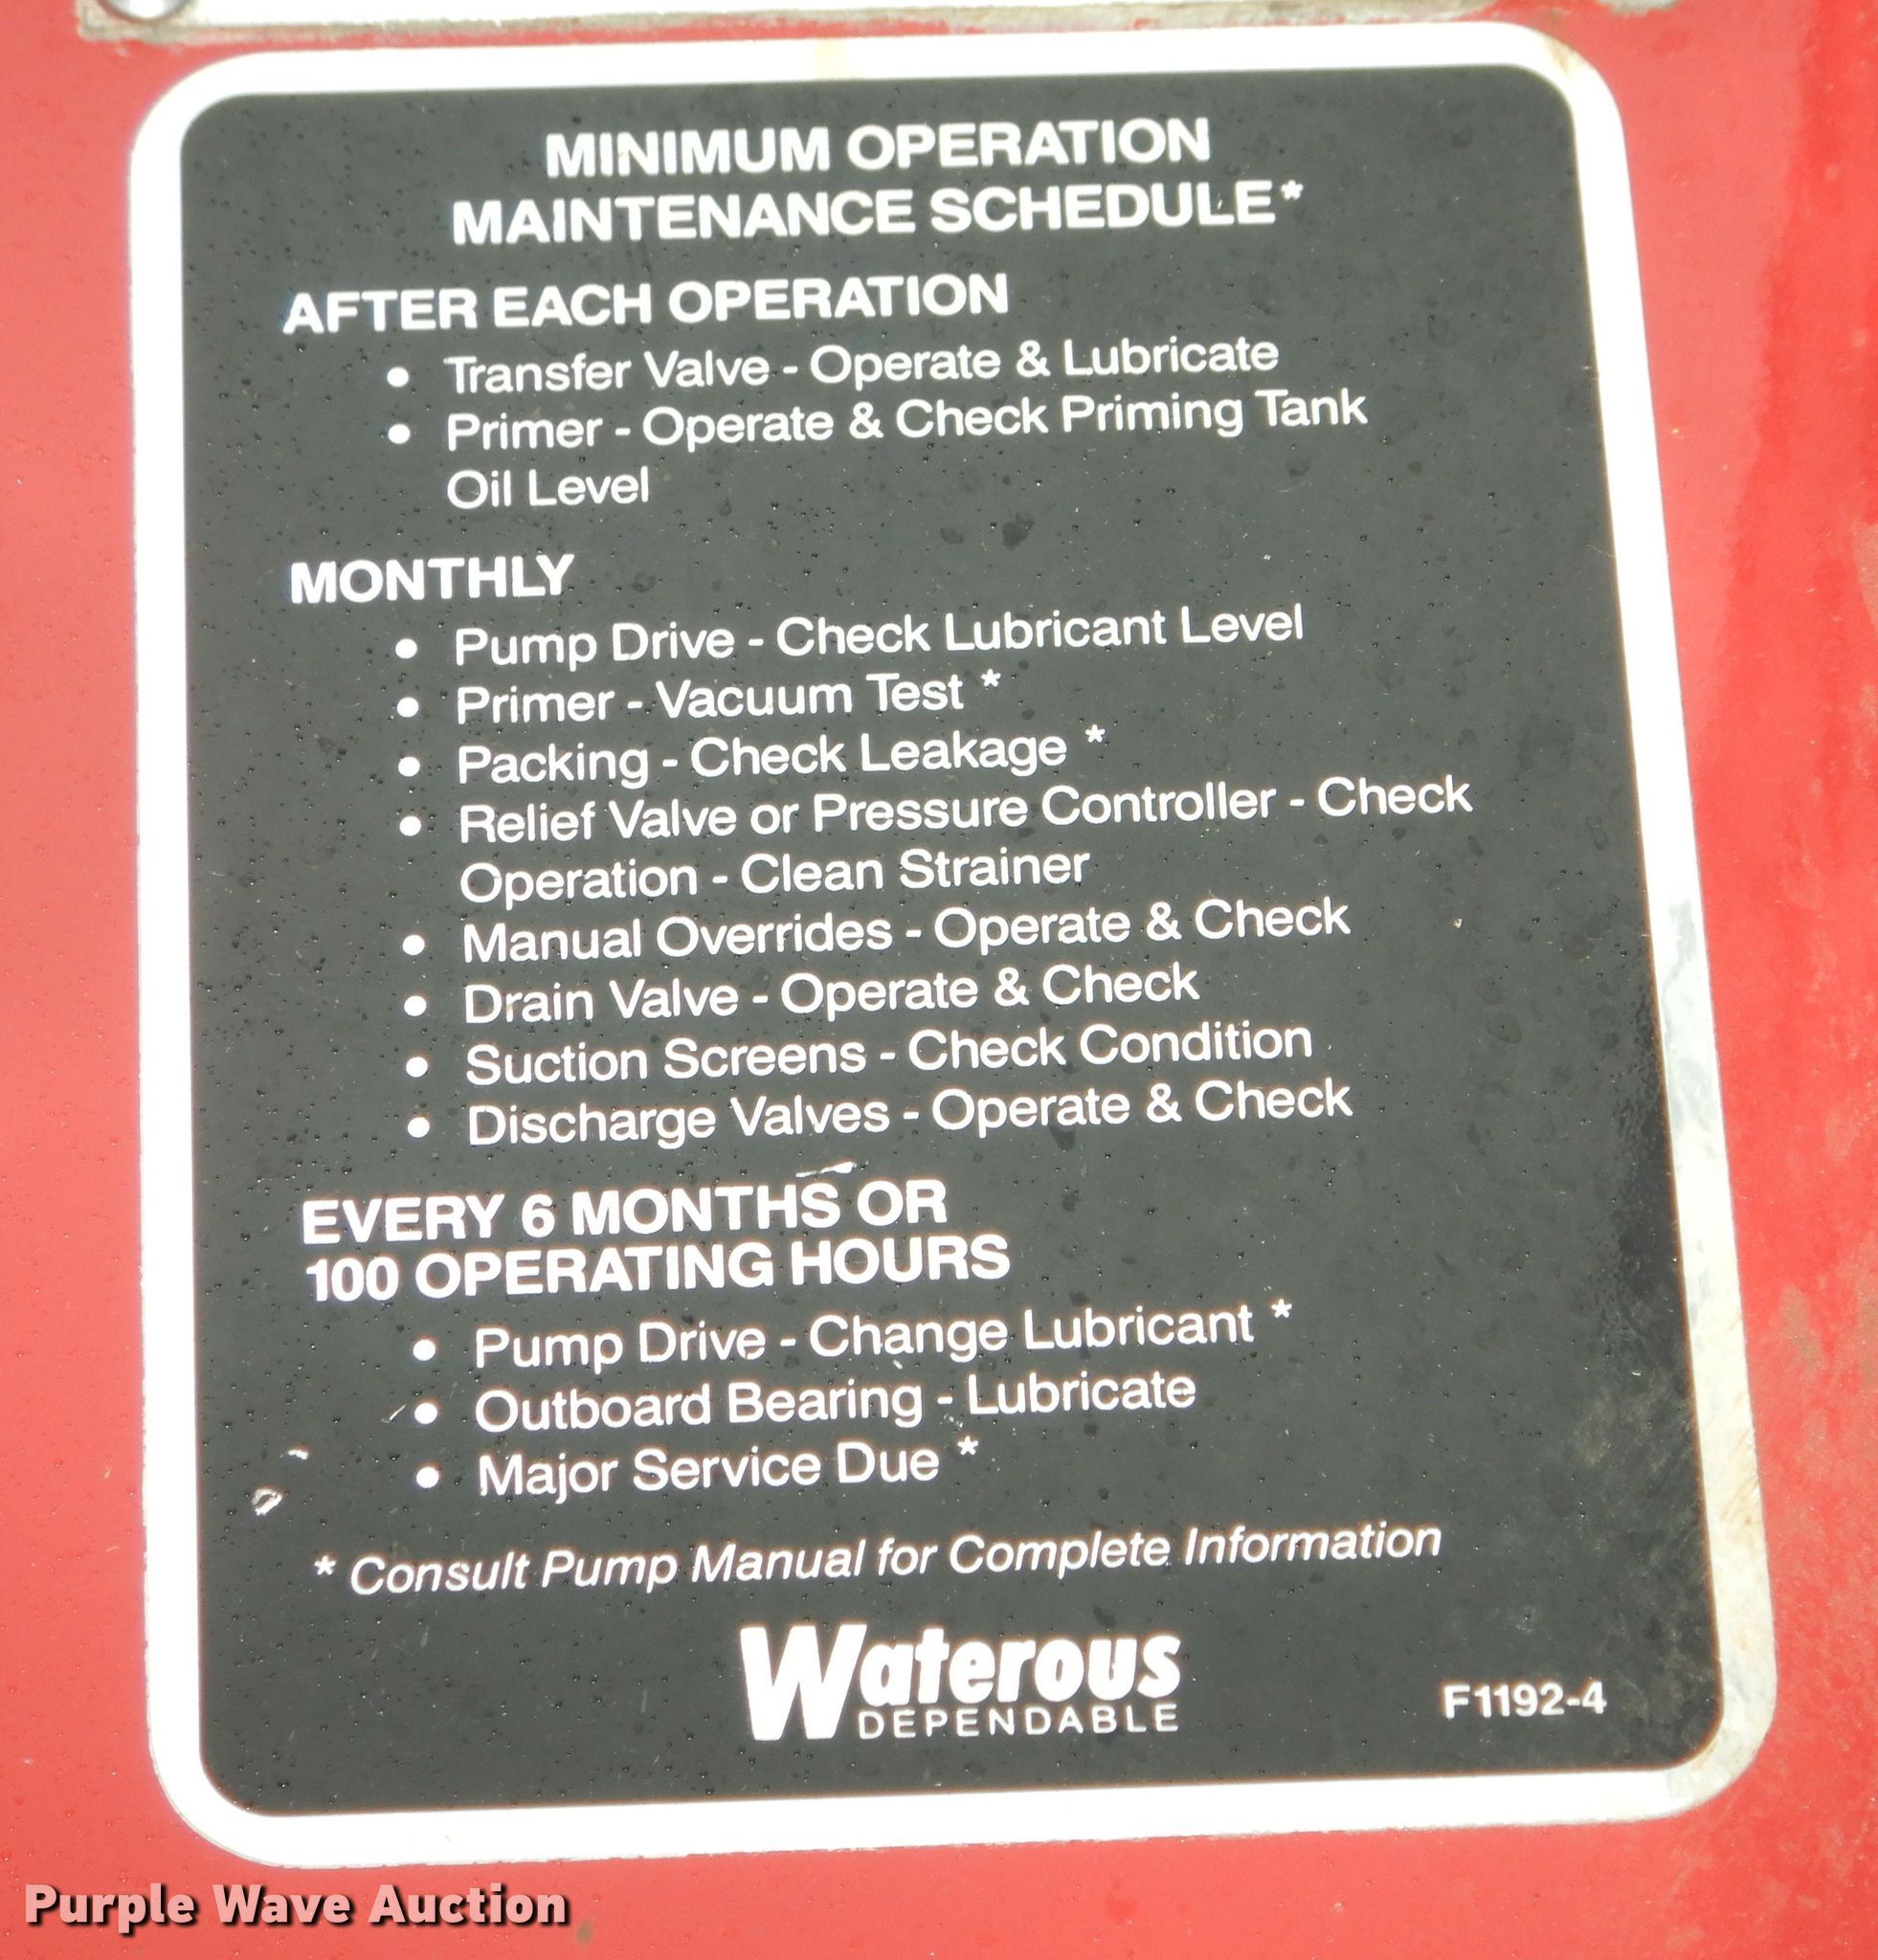 MINIMUM OPERATION
MAINTENANCE SCHEDULE*
AFTER EACH OPERATION
• Transfer Valve - Operate & Lubricate
• Primer - Operate & Check Priming Tank
Oil Level
MONTHLY
• Pump Drive - Check Lubricant Level
• Primer - Vacuum Test *
• Packing - Check Leakage *
• Relief Valve or Pressure Controller - Check
Operation - Clean Strainer
• Manual Overrides - Operate & Check
• Drain Valve - Operate & Check
• Suction Screens - Check Condition
• Discharge Valves - Operate & Check
EVERY 6 MONTHS OR
100 OPERATING HOURS
• Pump Drive - Change Lubricant *
• Outboard Bearing - Lubricate
• Major Service Due *
* Consult Pump Manual for Complete Information
Waterous
DEPENDABLE
F1192-4
Purple Wave Auction